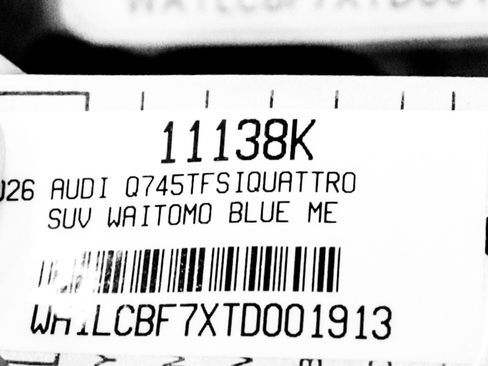 11138K
26 AUDI Q745TFSIQUATTRO
SUV WAITOMO BLUE ME
WA1LCBF7XTD001913